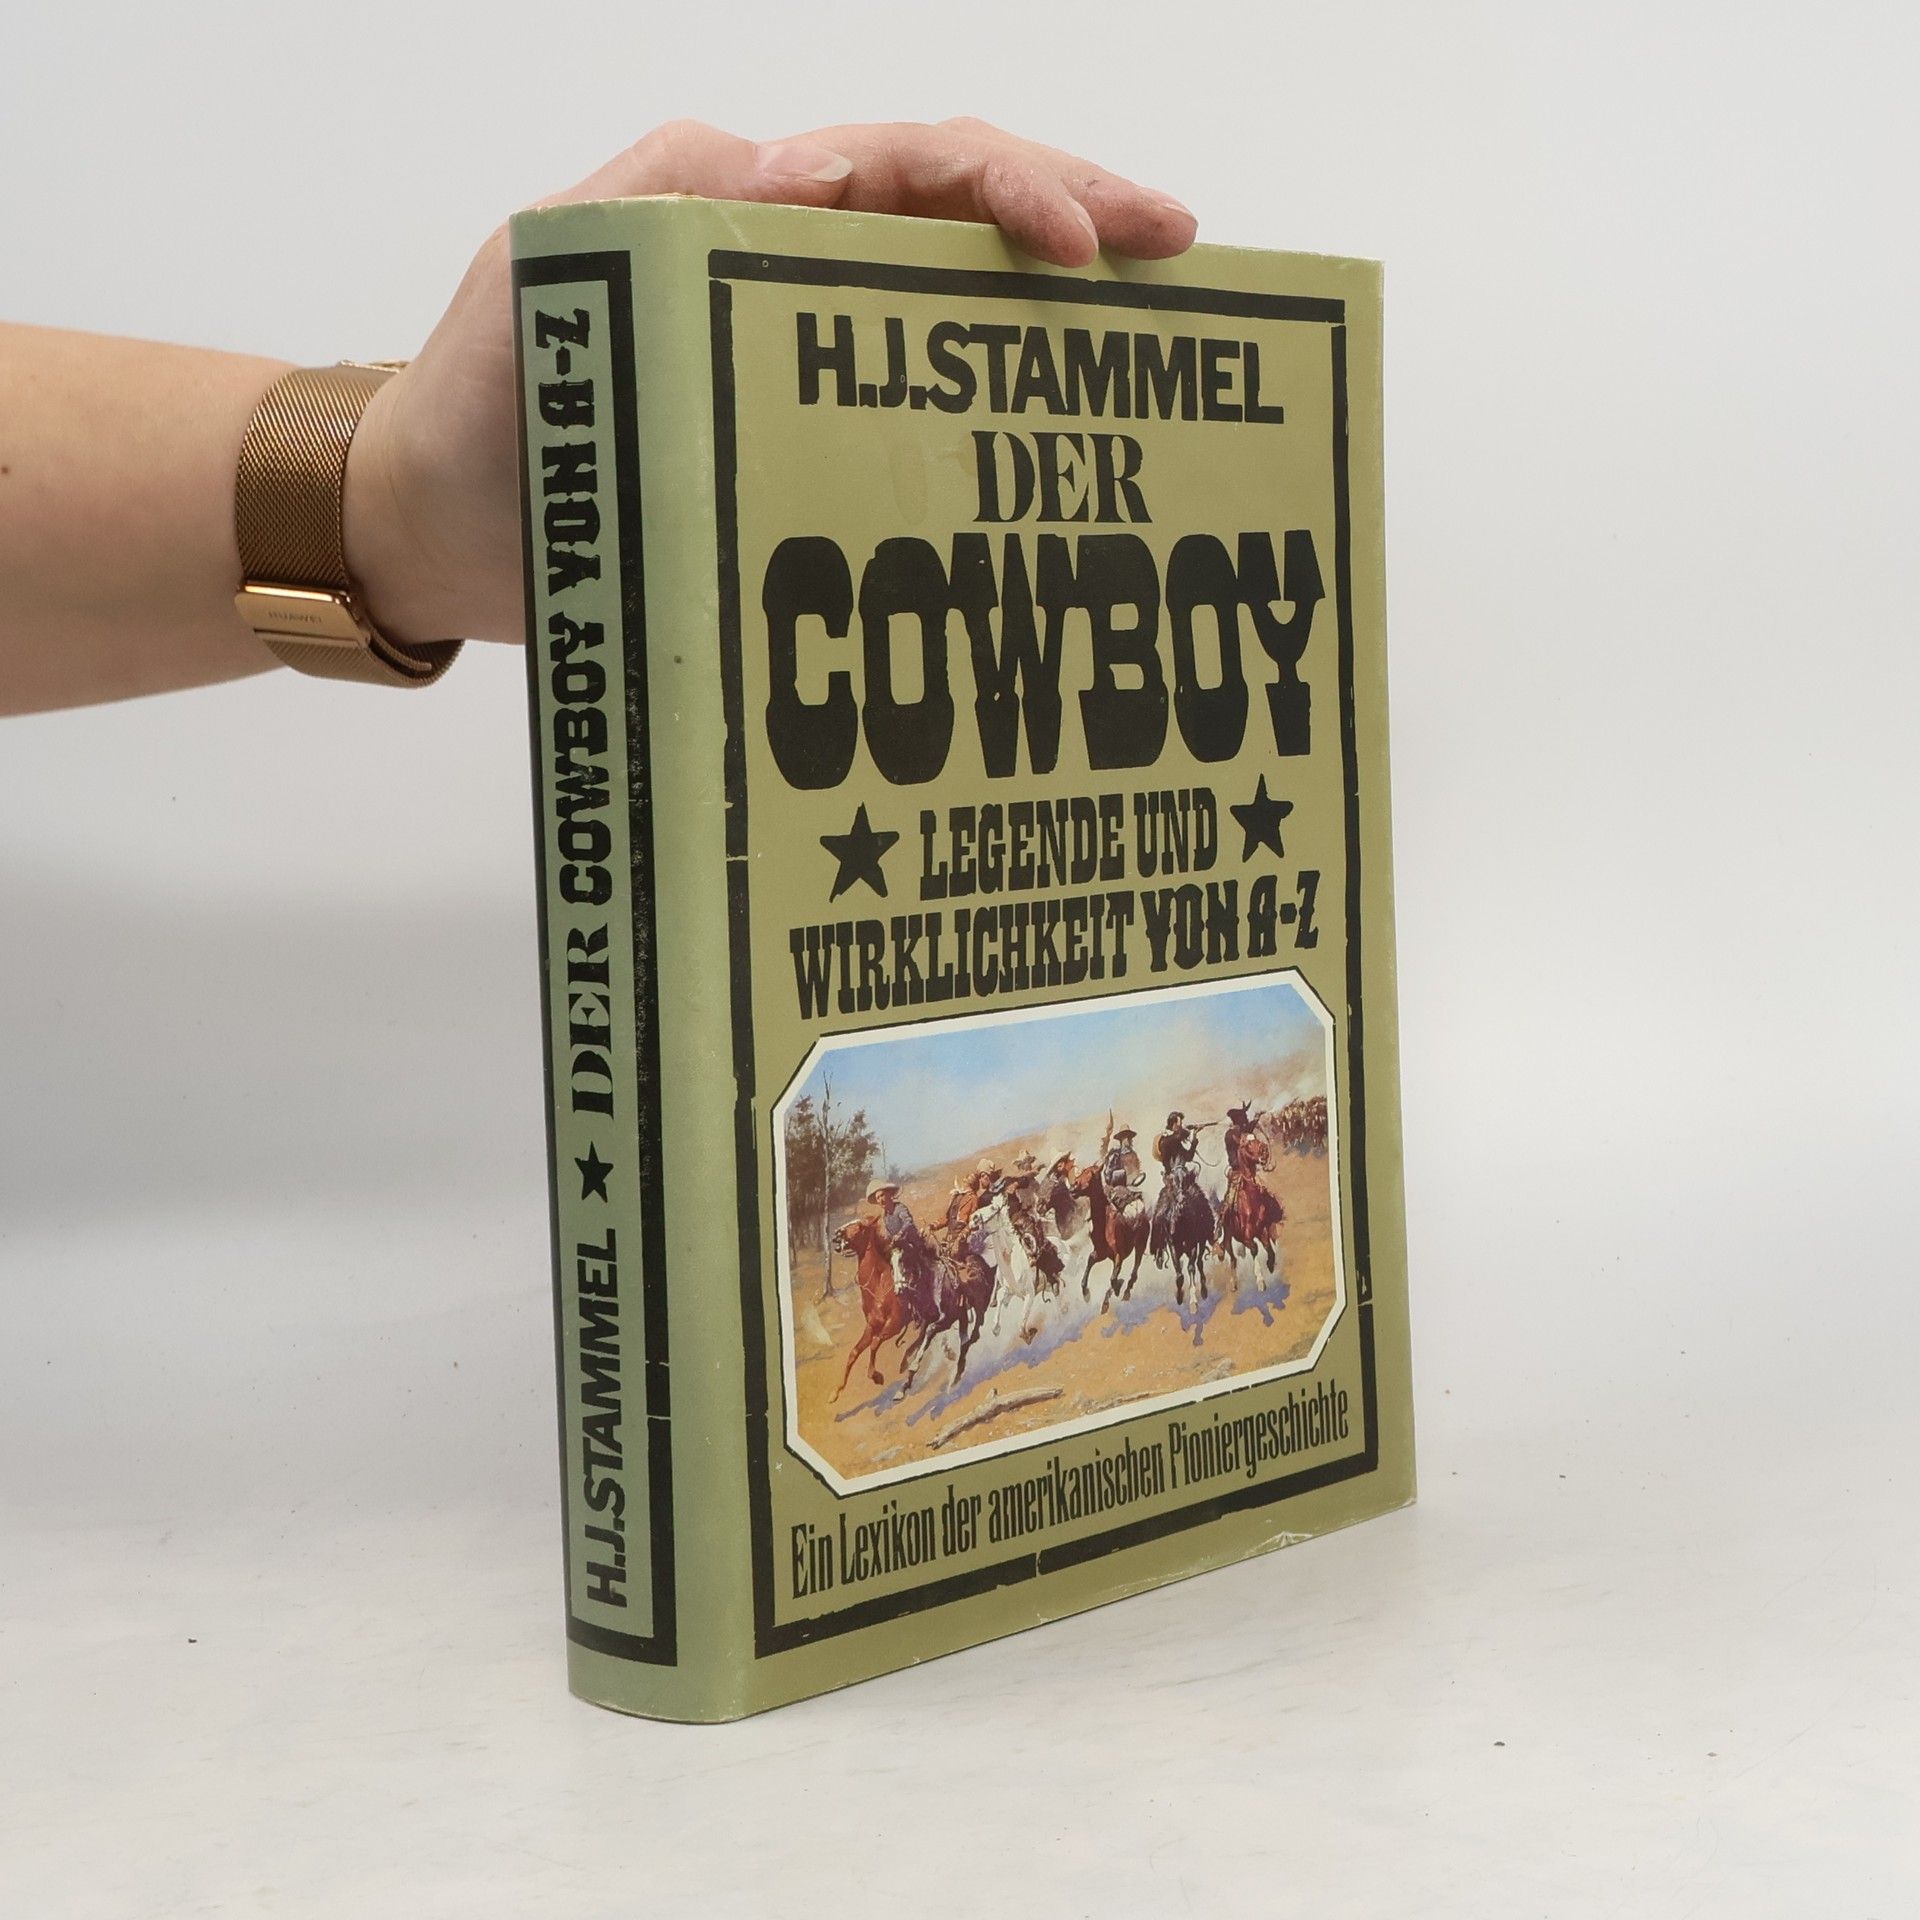 H.J.STAMMEL
DER
COWBOY
LEGENDE UND
WIRKLICHKEIT VON A-Z
Ein Lexikon der amerikanischen Pioniergeschichte
H.J.STAMMEL ★ DER COWBOY VON A-Z